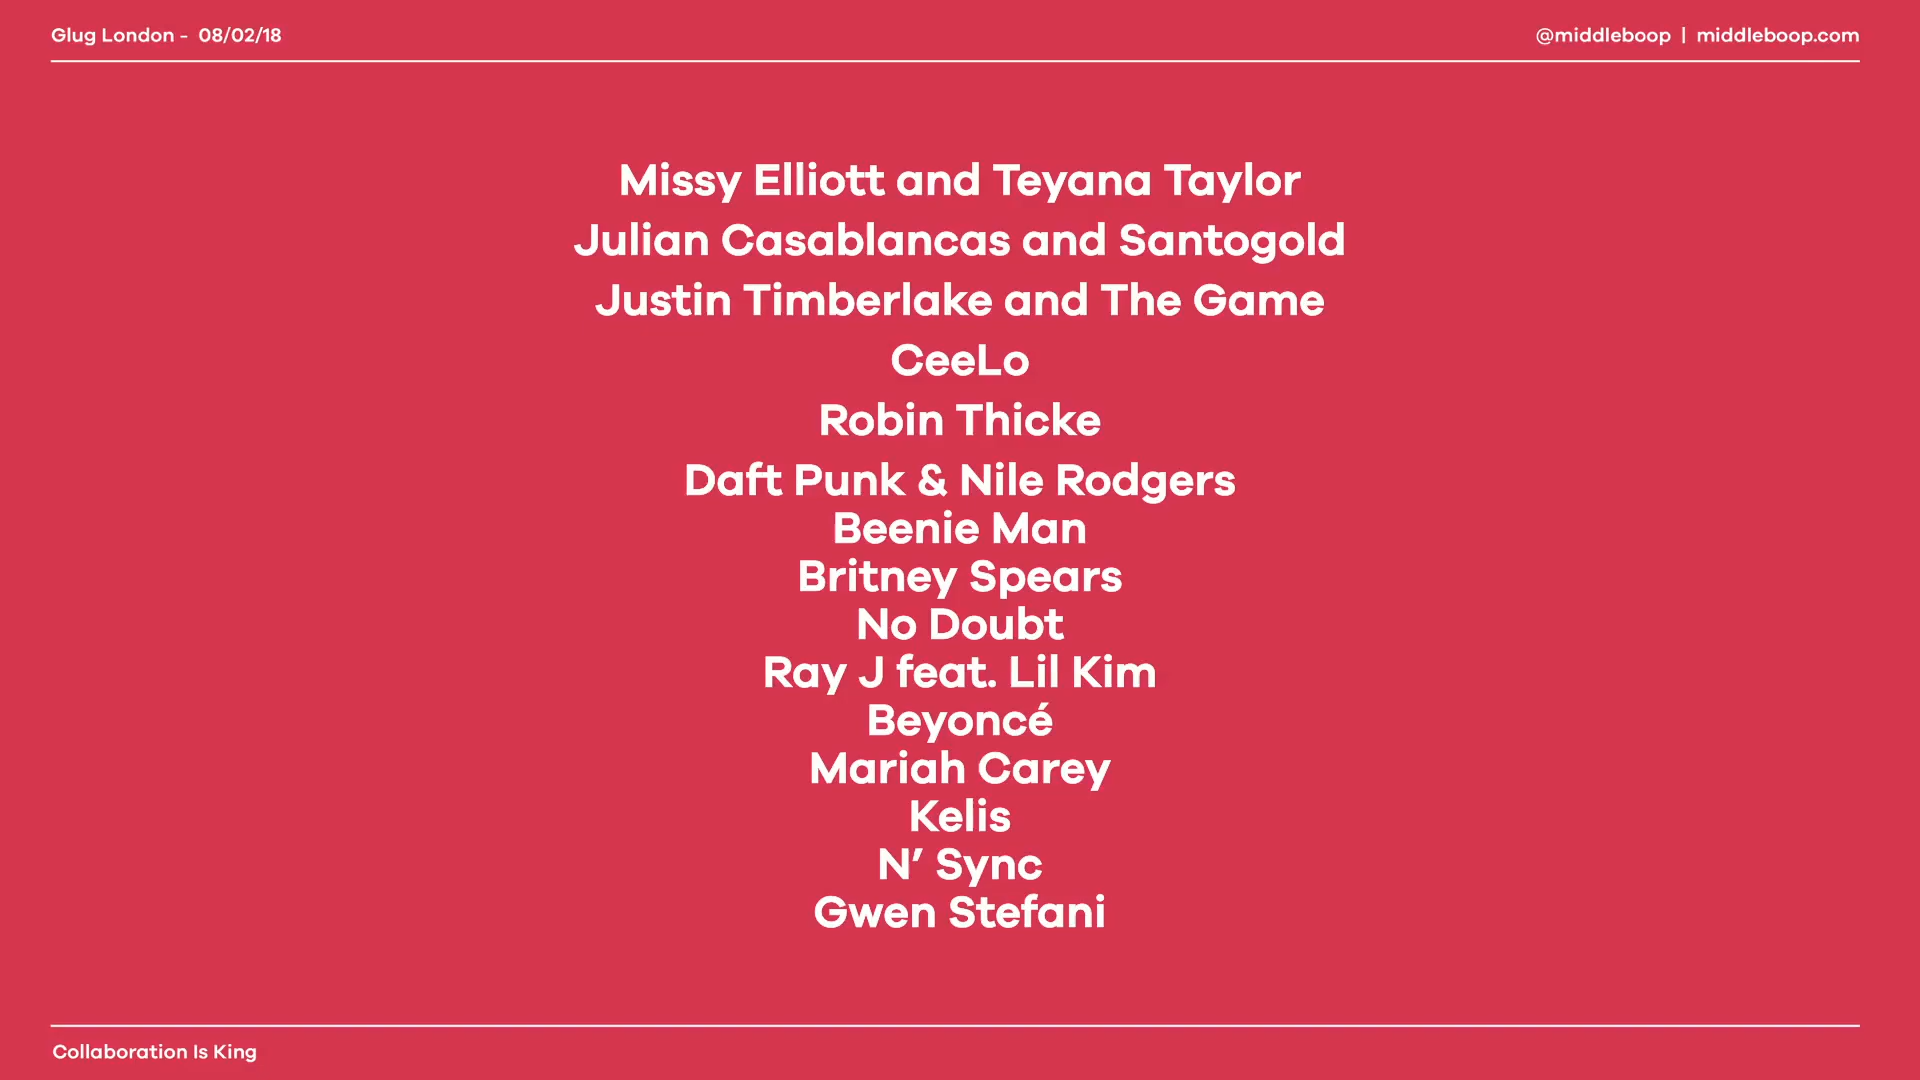 Glug London - 08/02/18
@middleboop | middleboop.com
Missy Elliott and Teyana Taylor
Julian Casablancas and Santogold
Justin Timberlake and The Game
CeeLo
Robin Thicke
Daft Punk & Nile Rodgers
Beenie Man
Britney Spears
No Doubt
Ray J feat. Lil Kim
Beyoncé
Mariah Carey
Kelis
N’ Sync
Gwen Stefani
Collaboration Is King